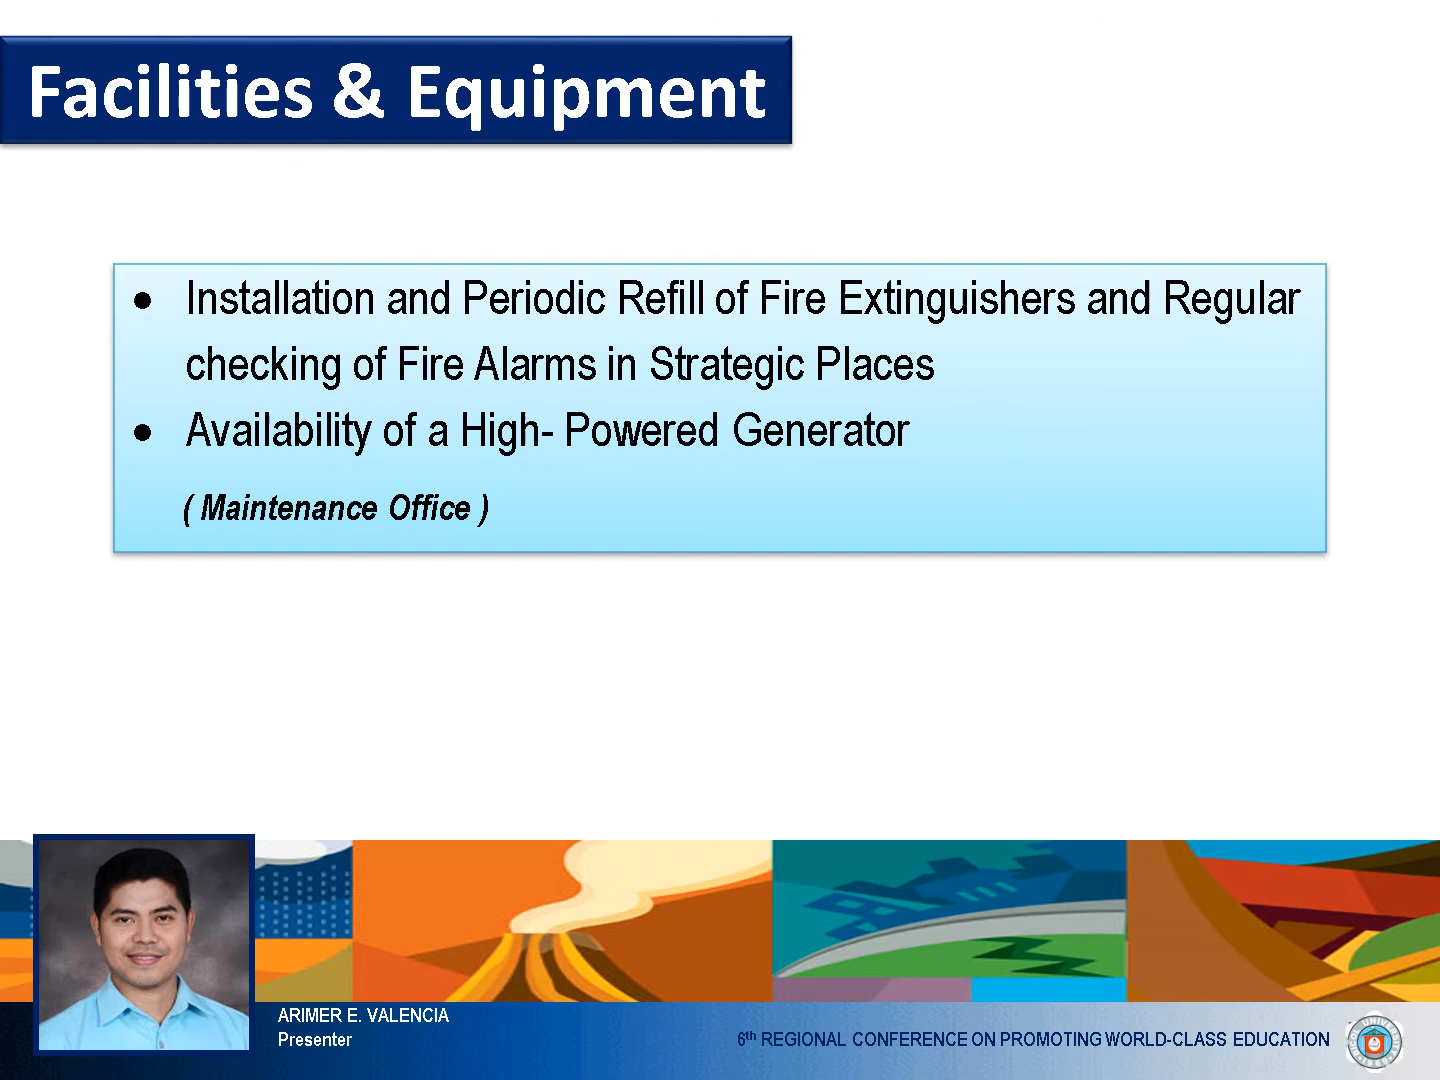 Facilities & Equipment
• Installation and Periodic Refill of Fire Extinguishers and Regular
checking of Fire Alarms in Strategic Places
• Availability of a High- Powered Generator
( Maintenance Office )
ARIMER E. VALENCIA
Presenter
6th REGIONAL CONFERENCE ON PROMOTING WORLD-CLASS EDUCATION